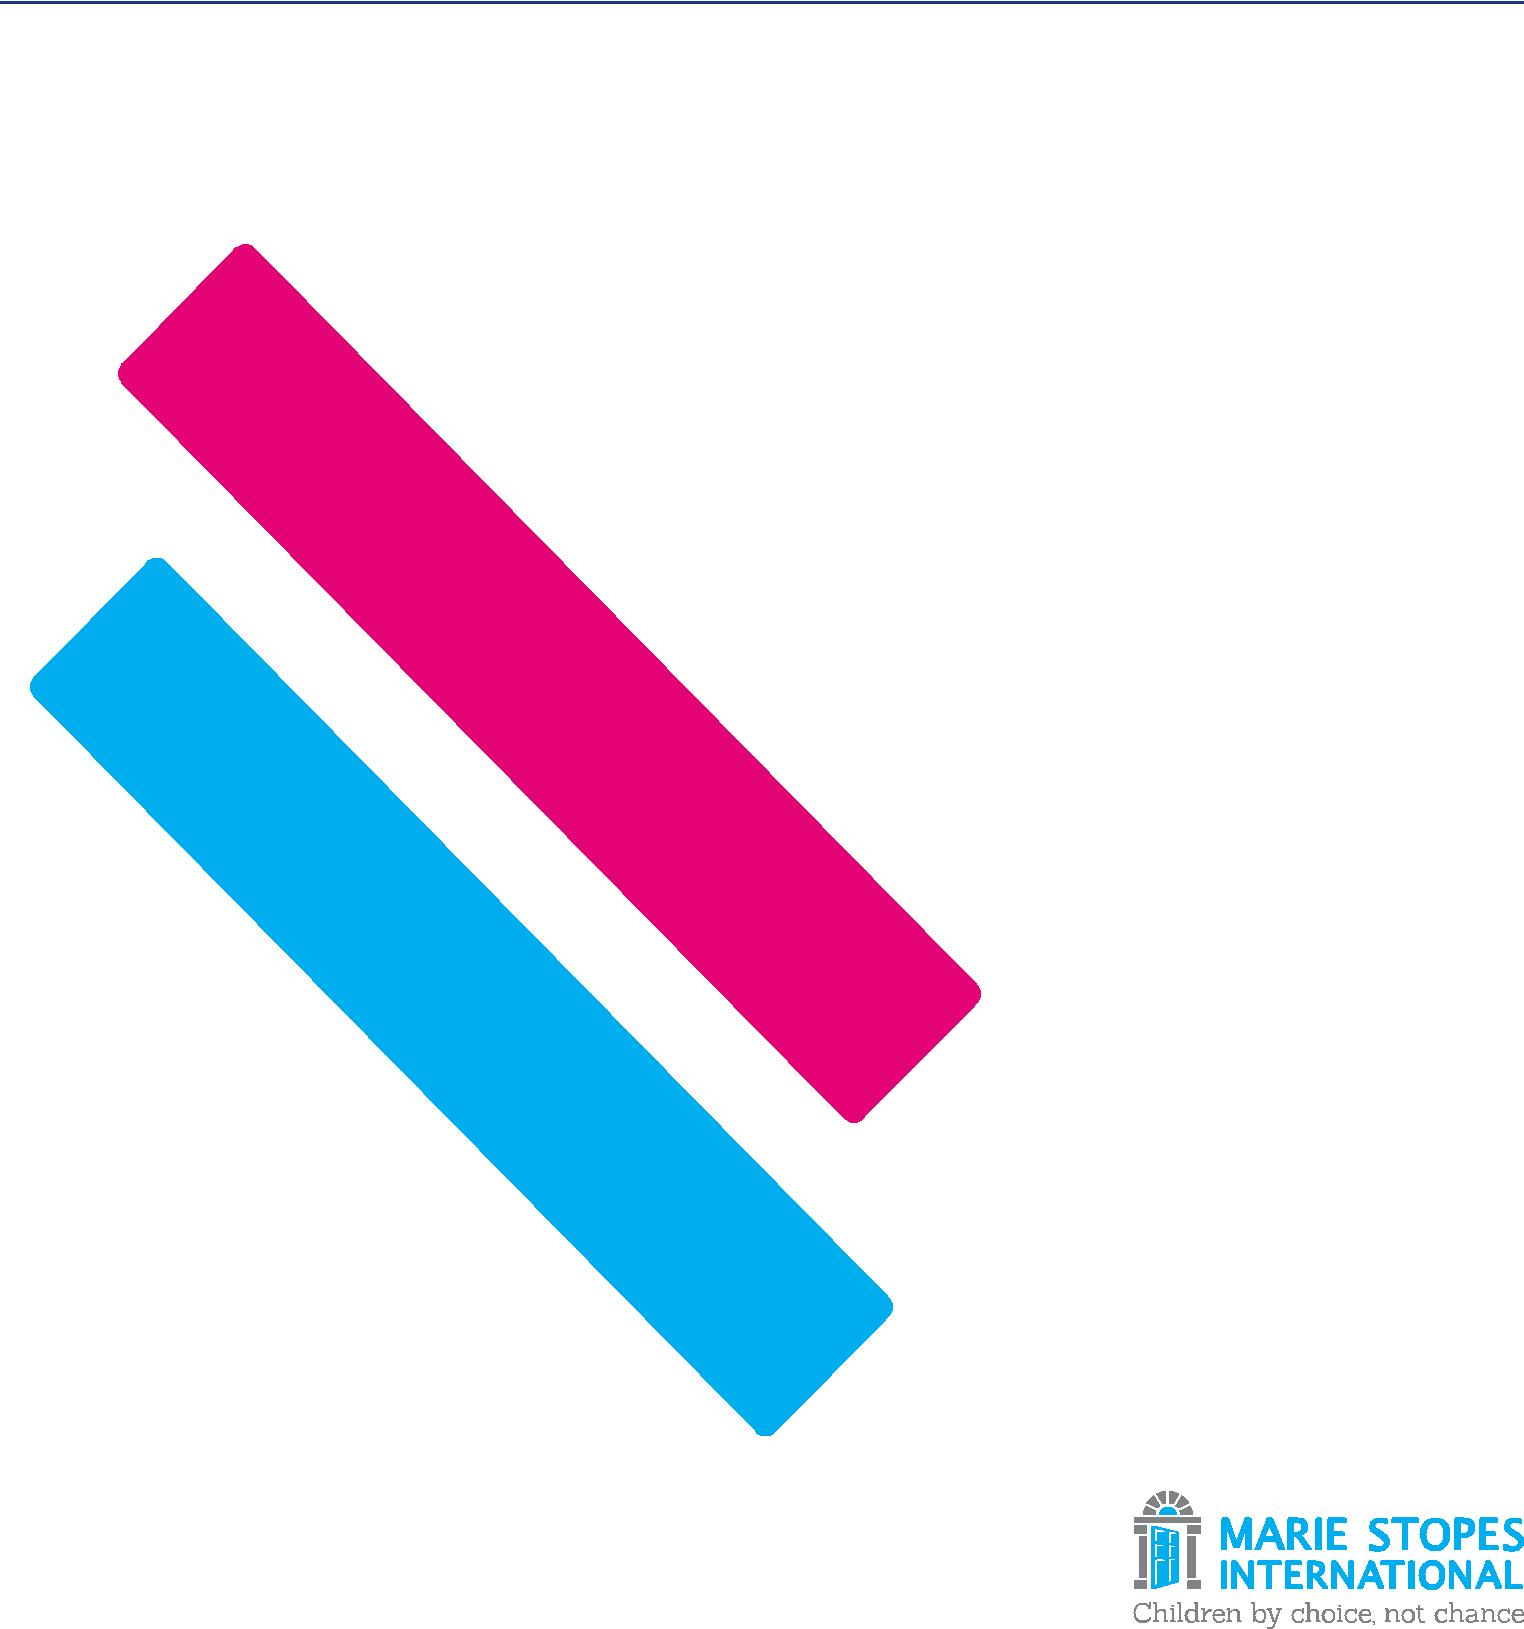 MARIE STOPES
INTERNATIONAL
Children by choice, not chance